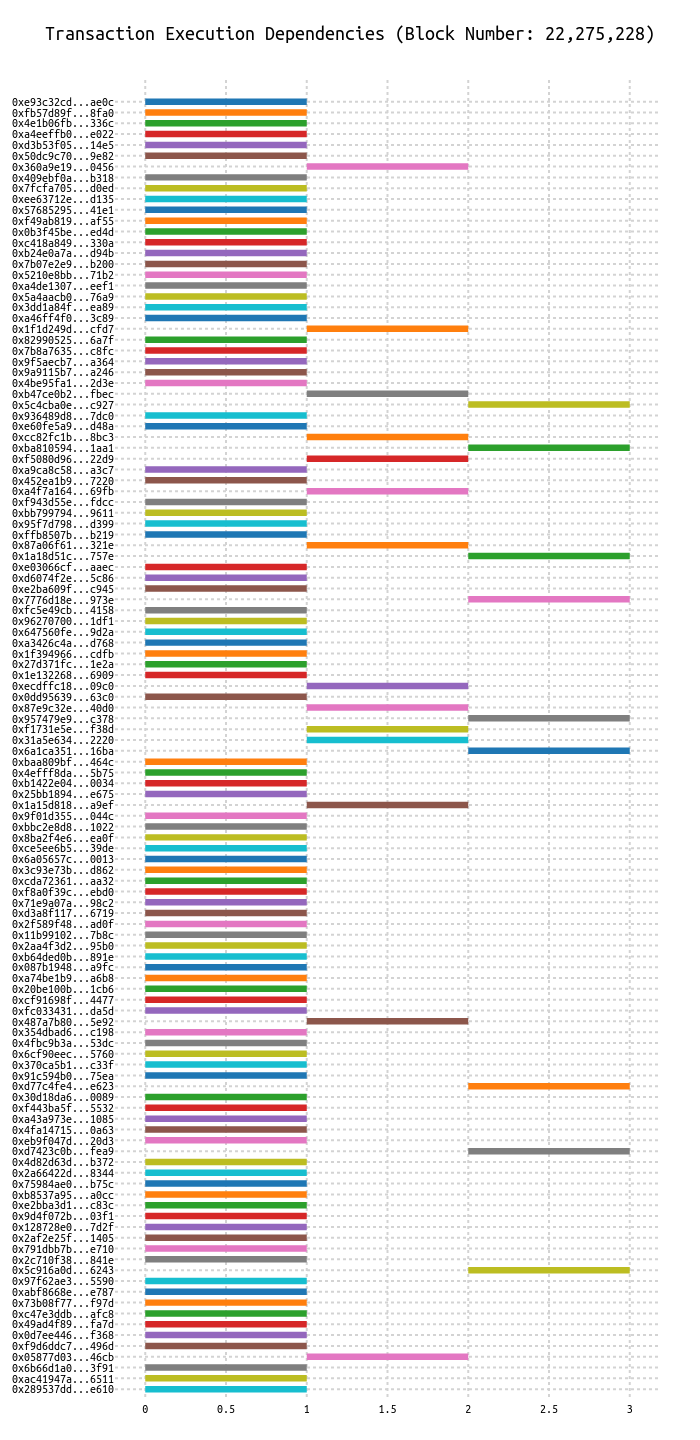 Transaction Execution Dependencies (Block Number: 22,275,228)
0xe93c32cd...ae0c
0xfb57d89f...8fa0
0x4e1b06fb...336c
0xa4eeffb0...e022
0xd3b53f05...14e5
0x50dc9c70...9e82
0x360a9e19...0456
0x409ebf0a...b318
0x7fcfa705...d0ed
0xee63712e...d135
0x57685295...41e1
0xf49ab819...af55
0x0b3f45be...ed4d
0xc418a849...330a
0xb24e0a7a...d94b
0x7b07e2e9...b200
0x5210e8bb...71b2
0xa4de1307...eef1
0x5a4aacb0...76a9
0x3dd1a84f...ea89
0xa46ff4f0...3c89
0x1f1d249d...cfd7
0x82990525...6a7f
0x7b8a7635...c8fc
0x9f5aecb7...a364
0x9a9115b7...a246
0x4be95fa1...2d3e
0xb47ce0b2...fbec
0x5c4cba0e...c927
0x936489d8...7dc0
0xe60fe5a9...d48a
0xcc82fc1b...8bc3
0xba810594...1aa1
0xf5080d96...22d9
0xa9ca8c58...a3c7
0x452ea1b9...7220
0xa4f7a164...69fb
0xf943d55e...fdcc
0xbb799794...9611
0x95f7d798...d399
0xffb8507b...b219
0x87a06f61...321e
0x1a18d51c...757e
0xe03066cf...aaec
0xd6074f2e...5c86
0xe2ba609f...c945
0x7776d18e...973e
0xfc5e49cb...4158
0x96270700...1df1
0x647560fe...9d2a
0xa3426c4a...d768
0x1f394966...cdfb
0x27d371fc...1e2a
0x1e132268...6909
0xecdffc18...09c0
0x0dd95639...63c0
0x87e9c32e...40d0
0x957479e9...c378
0xf1731e5e...f38d
0x31a5e634...2220
0x6a1ca351...16ba
0xbaa809bf...464c
0x4efff8da...5b75
0xb1422e04...0034
0x25bb1894...e675
0x1a15d818...a9ef
0x9f01d355...044c
0xbbc2e8d8...1022
0x8ba2f4e6...ea0f
0xce5ee6b5...39de
0x6a05657c...0013
0x3c93e73b...d862
0xcda72361...aa32
0xf8a0f39c...ebd0
0x71e9a07a...98c2
0xd3a8f117...6719
0x2f589f48...ad0f
0x11b99102...7b8c
0x2aa4f3d2...95b0
0xb64ded0b...891e
0x087b1948...a9fc
0xa74be1b9...a6b8
0x20be100b...1cb6
0xcf91698f...4477
0xfc033431...da5d
0x487a7b80...5e92
0x354dbad6...c198
0x4fbc9b3a...53dc
0x6cf90eec...5760
0x370ca5b1...c33f
0x91c594b0...75ea
0xd77c4fe4...e623
0x30d18da6...0089
0xf443ba5f...5532
0xa43a973e...1085
0x4fa14715...0a63
0xeb9f047d...20d3
0xd7423c0b...fea9
0x4d82d63d...b372
0x2a66422d...8344
0x75984ae0...b75c
0xb8537a95...a0cc
0xe2bba3d1...c83c
0x9d4f072b...03f1
0x128728e0...7d2f
0x2af2e25f...1405
0x791dbb7b...e710
0x2c710f38...841e
0x5c916a0d...6243
0x97f62ae3...5590
0xabf8668e...e787
0x73b08f77...f97d
0xc47e3ddb...afc8
0x49ad4f89...fa7d
0x0d7ee446...f368
0xf9d6ddc7...496d
0x05877d03...46cb
0x6b66d1a0...3f91
0xac41947a...6511
0x289537dd...e610
0 0.5 1 1.5 2 2.5 3